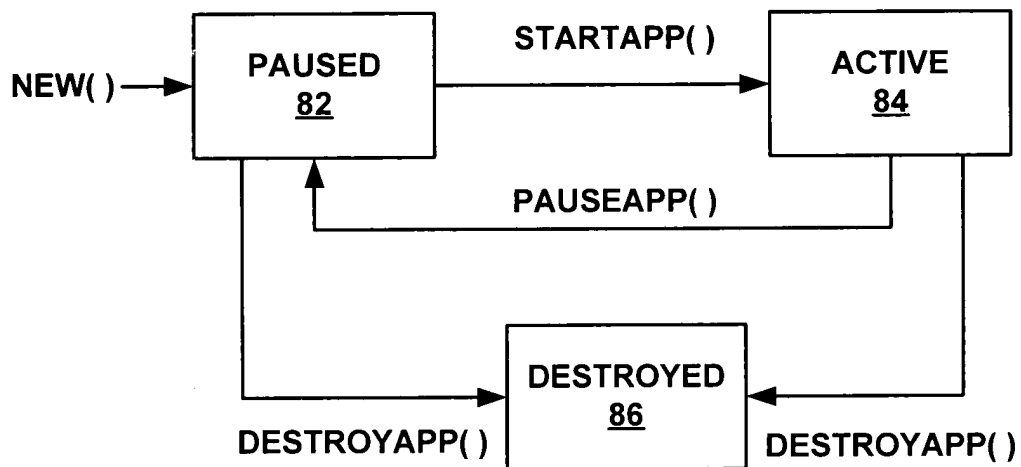 STARTAPP( )
NEW( )
PAUSED
82
ACTIVE
84
PAUSEAPP( )
DESTROYED
86
DESTROYAPP( )
DESTROYAPP( )